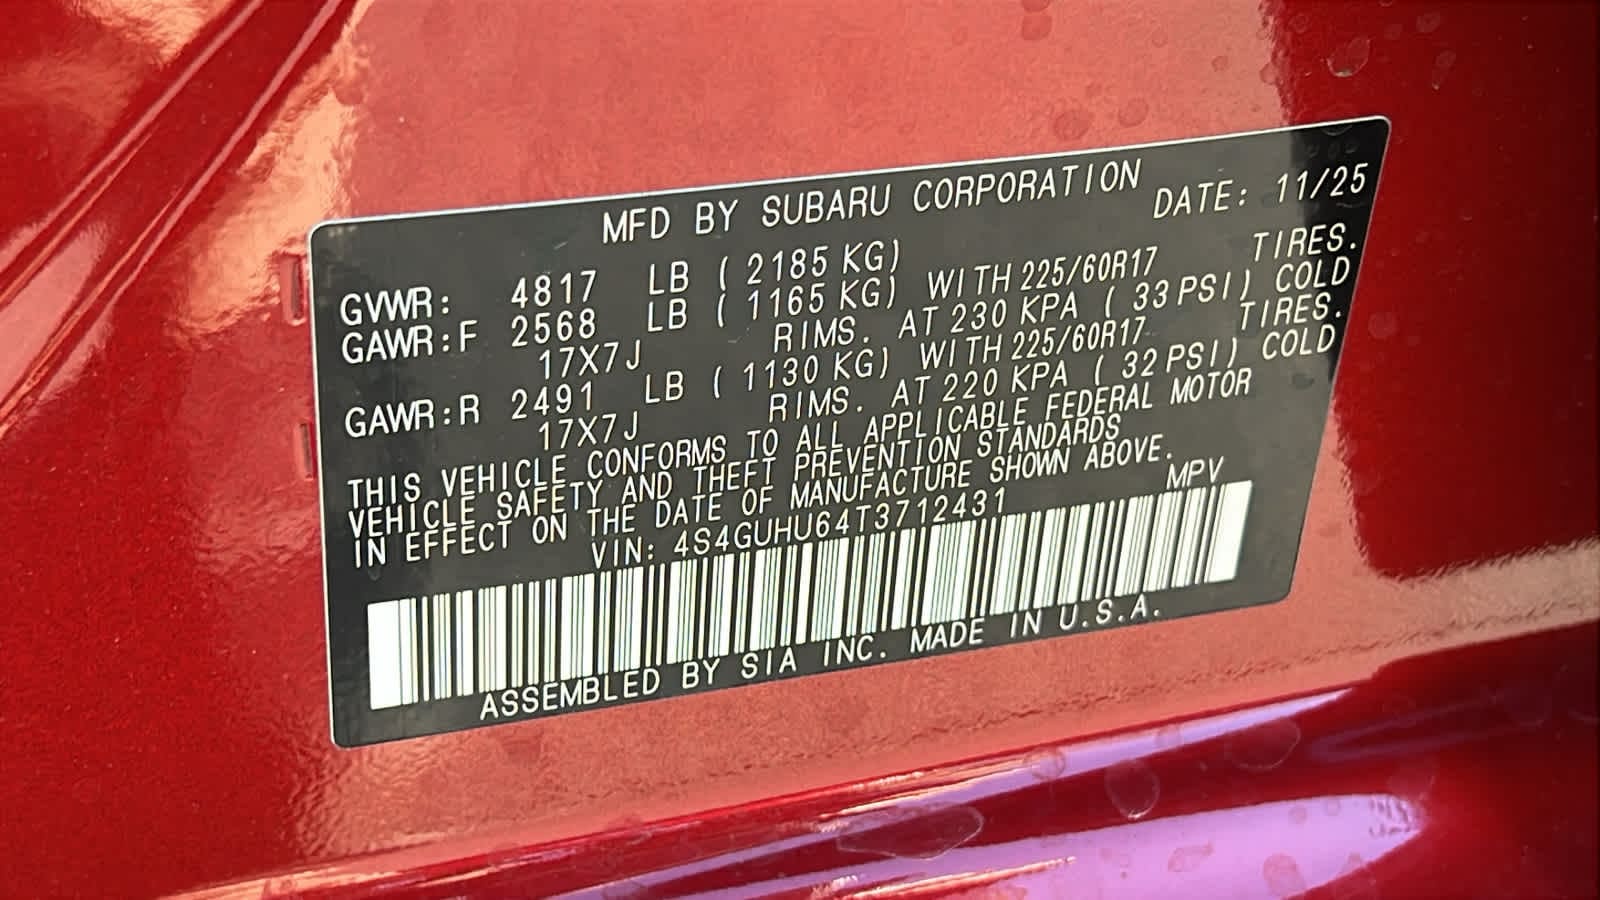 MFD BY SUBARU CORPORATION DATE: 11/25
GVWR: 4817 LB ( 2185 KG)
GAWR:F 2568 LB ( 1165 KG) WITH 225/60R17 TIRES.
17X7J RIMS. AT 230 KPA ( 33 PSI) COLD
GAWR:R 2491 LB ( 1130 KG) WITH 225/60R17 TIRES.
17X7J RIMS. AT 220 KPA ( 32 PSI) COLD
THIS VEHICLE CONFORMS TO ALL APPLICABLE FEDERAL MOTOR
VEHICLE SAFETY AND THEFT PREVENTION STANDARDS
IN EFFECT ON THE DATE OF MANUFACTURE SHOWN ABOVE.
VIN: 4S4GUHU64T3712431 MPV
ASSEMBLED BY SIA INC. MADE IN U.S.A.